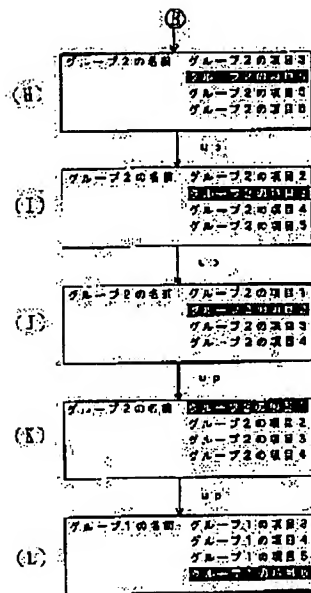 (H)
グループ2の名前 グループ2の項目3
グループ2の項目5
グループ2の項目6
(I)
グループ2の名前 グループ2の項目2
グループ2の項目4
グループ2の項目5
(J)
グループ2の名前 グループ2の項目1
グループ2の項目3
グループ2の項目4
up
(K)
グループ2の名前
グループ2の項目2
グループ2の項目3
グループ2の項目4
up
(L)
グループ1の名前 グループ1の項目3
グループ1の項目4
グループ1の項目5